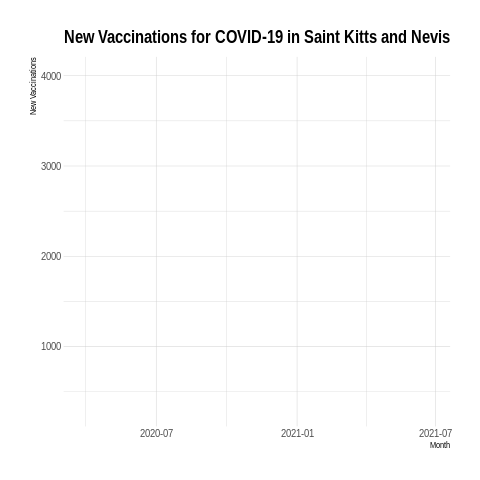 New Vaccinations for COVID-19 in Saint Kitts and Nevis
New Vaccinations
4000
3000
2000
1000
2020-07 2021-01 2021-07
Month